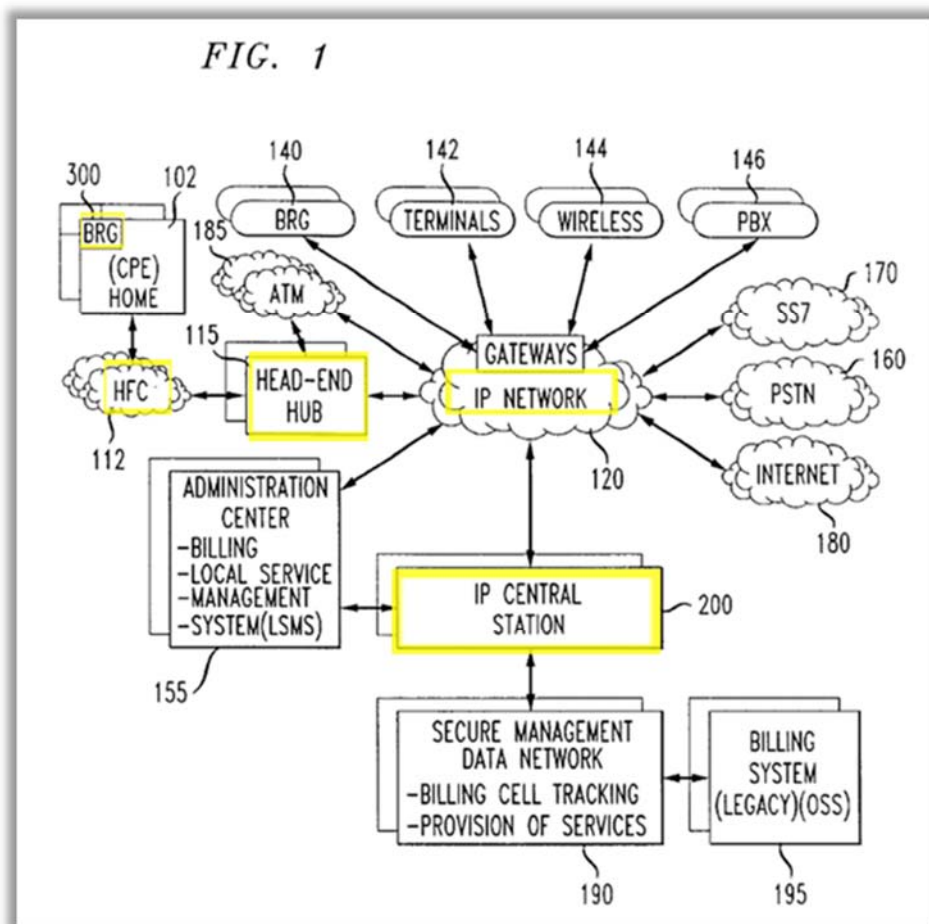 FIG. 1
140
142
144
146
300
102
BRG
TERMINALS
WIRELESS
PBX
BRG
(CPE)
HOME
185
ATM
170
SS7
115
GATEWAYS
HEAD-END
HUB
IP NETWORK
160
PSTN
HFC
112
120
INTERNET
180
ADMINISTRATION
CENTER
-BILLING
-LOCAL SERVICE
-MANAGEMENT
-SYSTEM(LSMS)
155
IP CENTRAL
STATION
200
SECURE MANAGEMENT
DATA NETWORK
-BILLING CELL TRACKING
-PROVISION OF SERVICES
190
BILLING
SYSTEM
(LEGACY)(OSS)
195